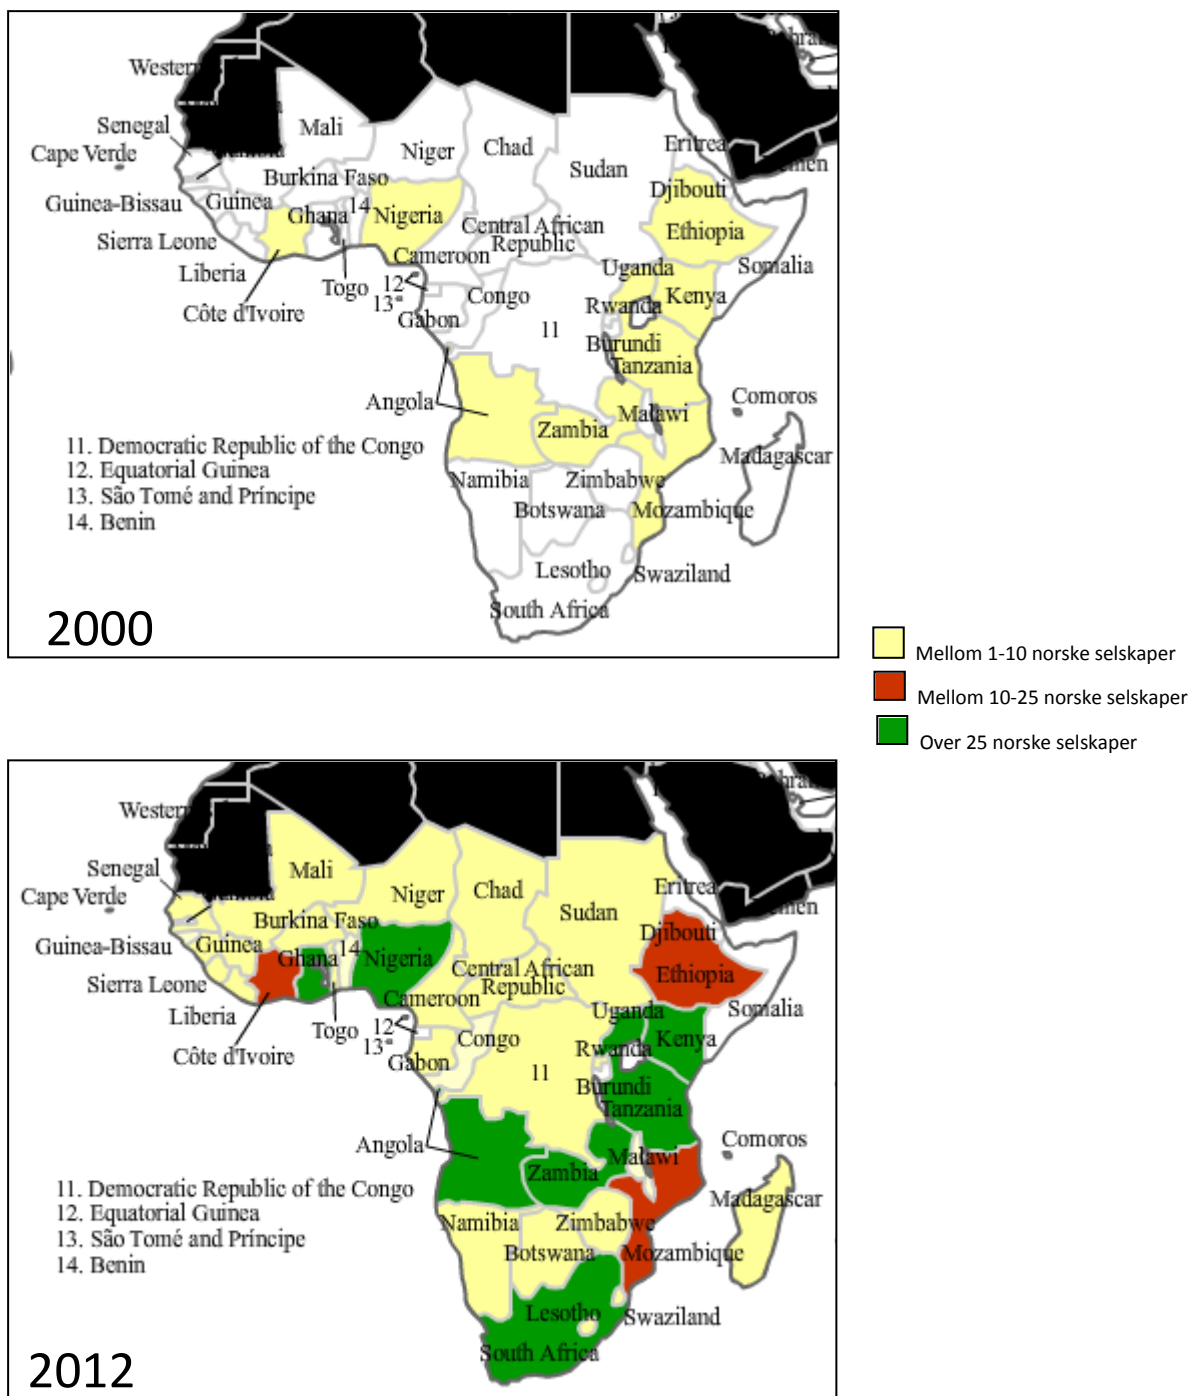 Western
Senegal
Cape Verde
Mali
Niger
Chad
Sudan
Eritrea
Burkina Faso
Guinea-Bissau
Guinea
Ghana
14
Nigeria
Djibouti
Ethiopia
Central African
Republic
Sierra Leone
Cameroon
Uganda
Somalia
Liberia
Togo
12
13
Congo
Rwanda
Kenya
Côte d'Ivoire
Gabon
11
Burundi
Tanzania
Angola
Comoros
Malawi
Zambia
11. Democratic Republic of the Congo
12. Equatorial Guinea
13. São Tomé and Príncipe
14. Benin
Madagascar
Namibia
Zimbabwe
Botswana
Mozambique
Lesotho
Swaziland
South Africa
2000
Mellom 1-10 norske selskaper
Mellom 10-25 norske selskaper
Over 25 norske selskaper
Western
Senegal
Cape Verde
Mali
Niger
Chad
Sudan
Eritrea
Burkina Faso
Guinea-Bissau
Guinea
Ghana
14
Nigeria
Djibouti
Ethiopia
Central African
Republic
Sierra Leone
Cameroon
Uganda
Somalia
Liberia
Togo
12
13
Congo
Rwanda
Kenya
Côte d'Ivoire
Gabon
11
Burundi
Tanzania
Angola
Comoros
Malawi
Zambia
11. Democratic Republic of the Congo
12. Equatorial Guinea
13. São Tomé and Príncipe
14. Benin
Madagascar
Namibia
Zimbabwe
Botswana
Mozambique
Lesotho
Swaziland
South Africa
2012